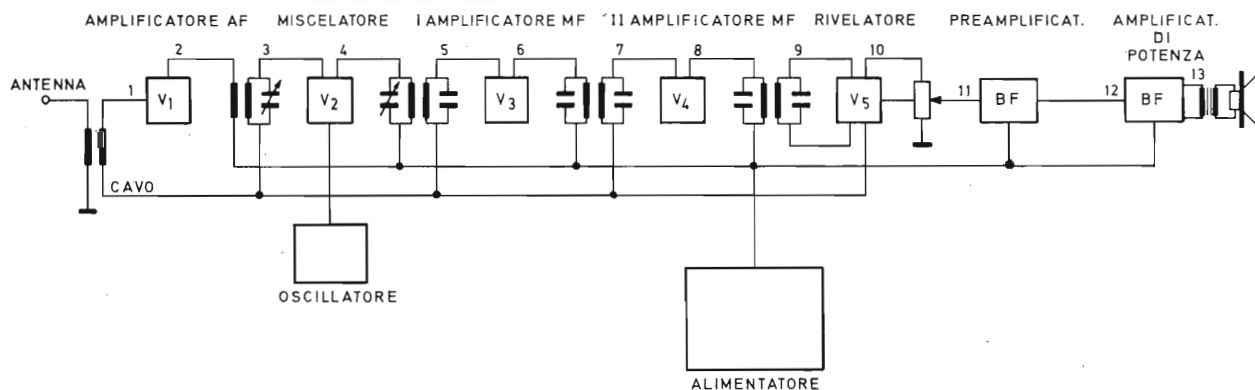 AMPLIFICATORE AF MISCELATORE I AMPLIFICATORE MF II AMPLIFICATORE MF RIVELATORE PREAMPLIFICAT. AMPLIFICAT.
DI
POTENZA
2 3 4 5 6 7 8 9 10
13
ANTENNA
1 11 12
V1 V2 V3 V4 V5 BF BF
CAVO
OSCILLATORE
ALIMENTATORE